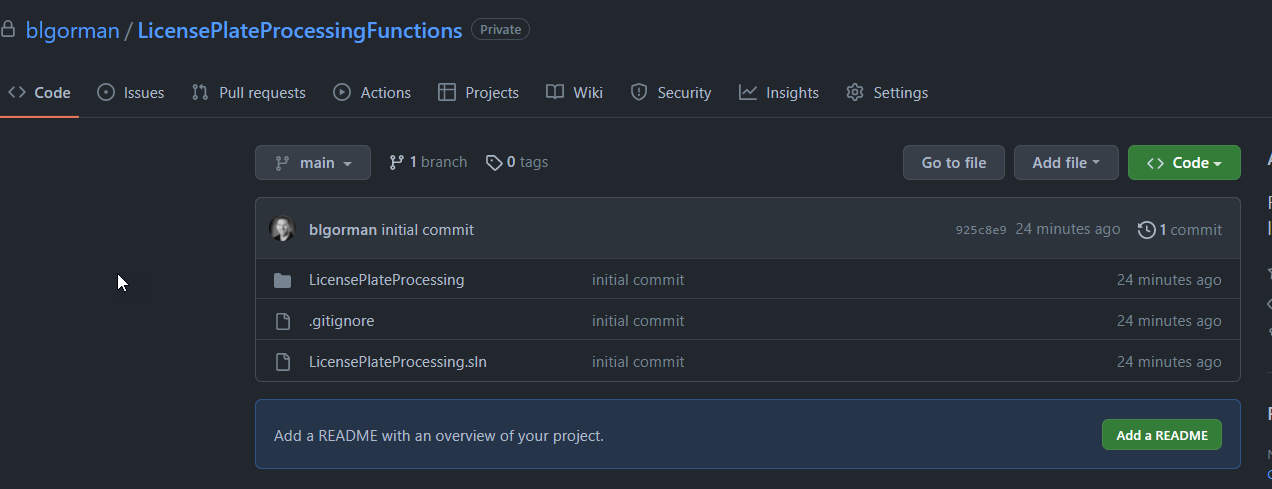 blgorman / LicensePlateProcessingFunctions Private
Code Issues Pull requests Actions Projects Wiki Security Insights Settings
main 1 branch 0 tags Go to file Add file Code
blgorman initial commit 925c8e9 24 minutes ago 1 commit
LicensePlateProcessing initial commit 24 minutes ago
.gitignore initial commit 24 minutes ago
LicensePlateProcessing.sln initial commit 24 minutes ago
Add a README with an overview of your project. Add a README